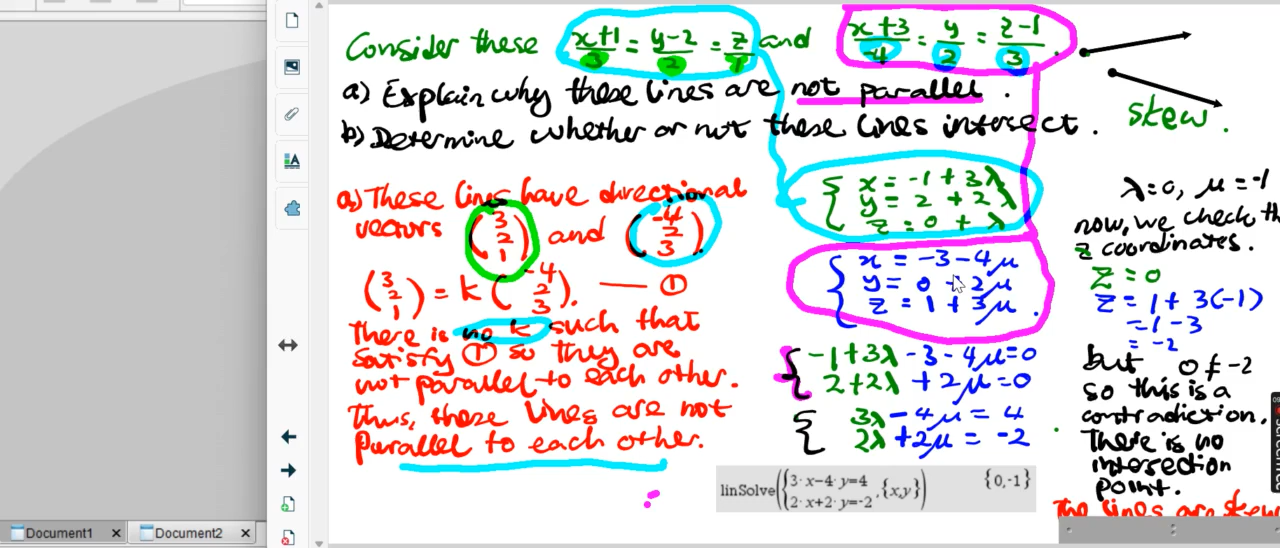 Consider these x+1/3 = y-2/2 = z/1 and x+3/-4 = y/2 = z-1/3.
a) Explain why these lines are not parallel.
b) Determine whether or not these lines intersect.
skew.
a) These lines have directional
vectors (3 2 1) and (-4 2 3).
(3 2 1) = k (-4 2 3). — ①
There is no k such that
satisfy ① so they are
not parallel to each other.
Thus, these lines are not
parallel to each other.
x = -1 + 3λ
y = 2 + 2λ
z = 0 + λ
x = -3 - 4μ
y = 0 + 2μ
z = 1 + 3μ.
-1+3λ -3-4μ=0
2+2λ +2μ=0
3λ -4μ = 4
2λ +2μ = -2
linSolve({3·x-4·y=4 2·x+2·y=-2,{x,y}) {0,-1}
λ=0, μ=-1
now, we check the
z coordinates.
z = 0
z = 1 + 3(-1)
= 1 - 3
= -2
but 0 ≠ -2
so this is a
contradiction.
There is no
intersection
point.
The lines are skew
Document1
Document2